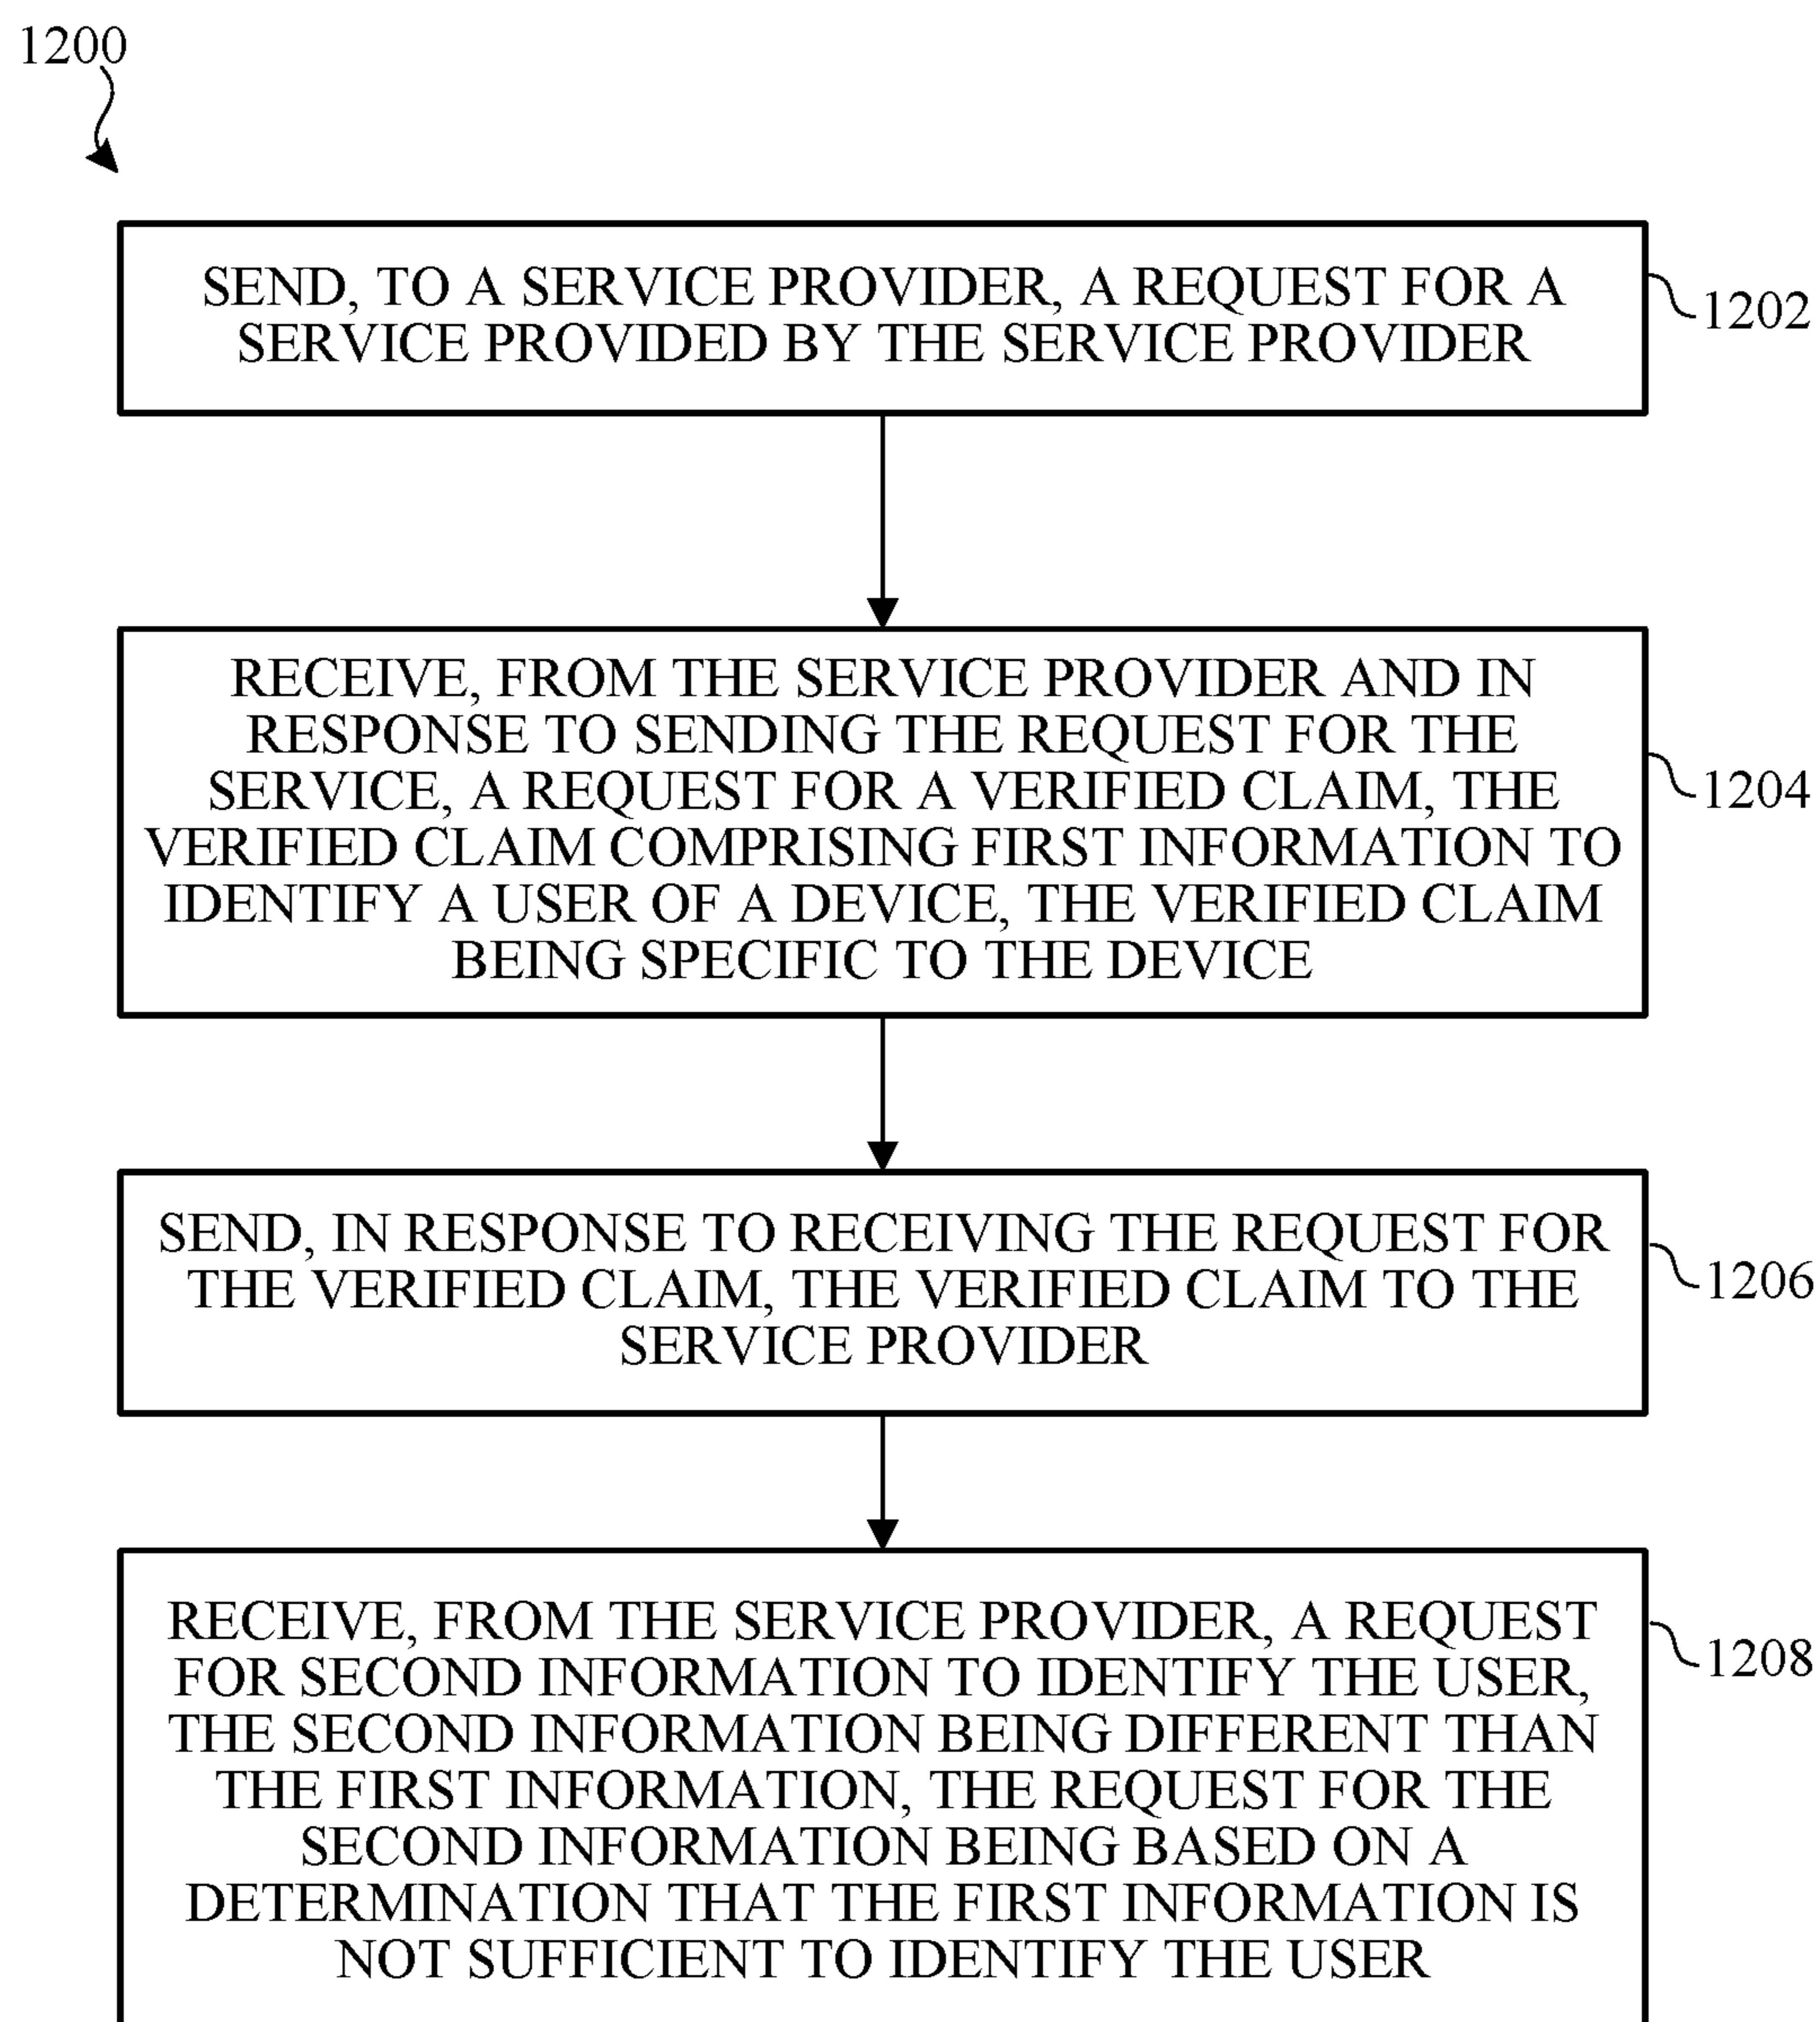 1200
SEND, TO A SERVICE PROVIDER, A REQUEST FOR A
SERVICE PROVIDED BY THE SERVICE PROVIDER
1202
RECEIVE, FROM THE SERVICE PROVIDER AND IN
RESPONSE TO SENDING THE REQUEST FOR THE
SERVICE, A REQUEST FOR A VERIFIED CLAIM, THE
VERIFIED CLAIM COMPRISING FIRST INFORMATION TO
IDENTIFY A USER OF A DEVICE, THE VERIFIED CLAIM
BEING SPECIFIC TO THE DEVICE
1204
SEND, IN RESPONSE TO RECEIVING THE REQUEST FOR
THE VERIFIED CLAIM, THE VERIFIED CLAIM TO THE
SERVICE PROVIDER
1206
RECEIVE, FROM THE SERVICE PROVIDER, A REQUEST
FOR SECOND INFORMATION TO IDENTIFY THE USER,
THE SECOND INFORMATION BEING DIFFERENT THAN
THE FIRST INFORMATION, THE REQUEST FOR THE
SECOND INFORMATION BEING BASED ON A
DETERMINATION THAT THE FIRST INFORMATION IS
NOT SUFFICIENT TO IDENTIFY THE USER
1208